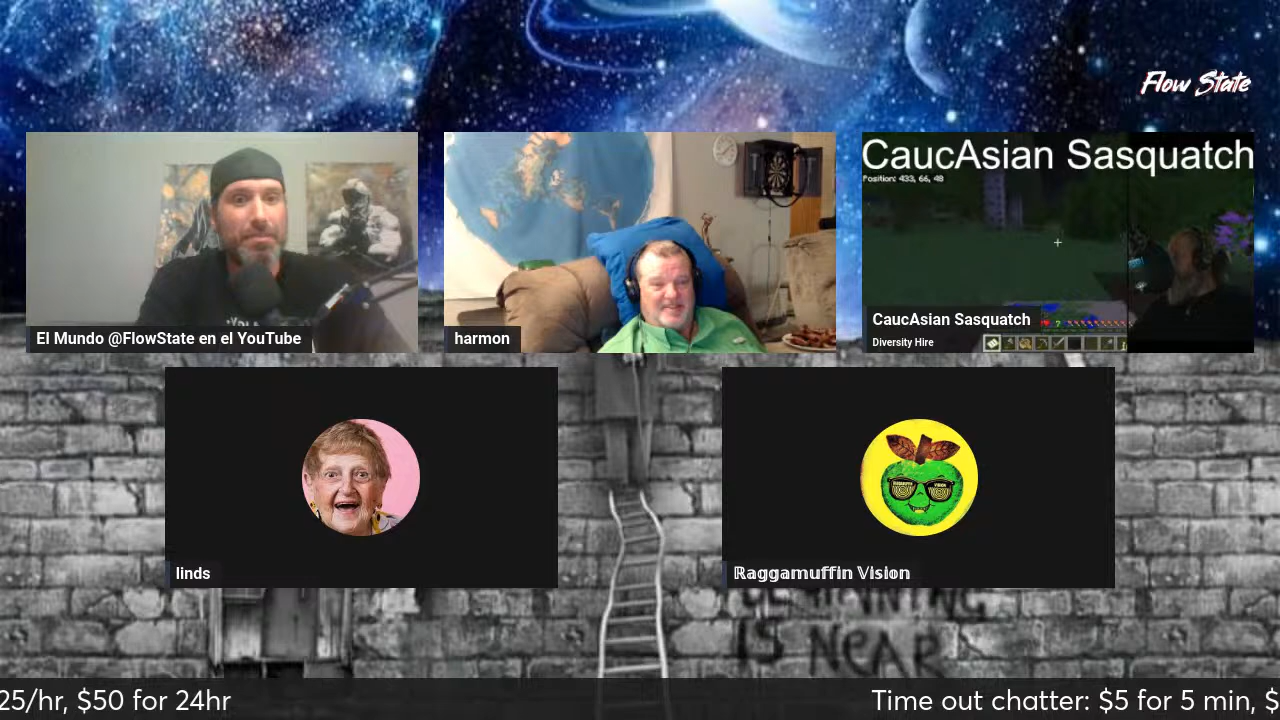 Flow State
CaucAsian Sasquatch
Position: 433, 66, 48
El Mundo @FlowState en el YouTube
harmon
CaucAsian Sasquatch
Diversity Hire
linds
ℝaggamuffin Vision
BEGINNING
IS NEAR
25/hr, $50 for 24hr
Time out chatter: $5 for 5 min, $